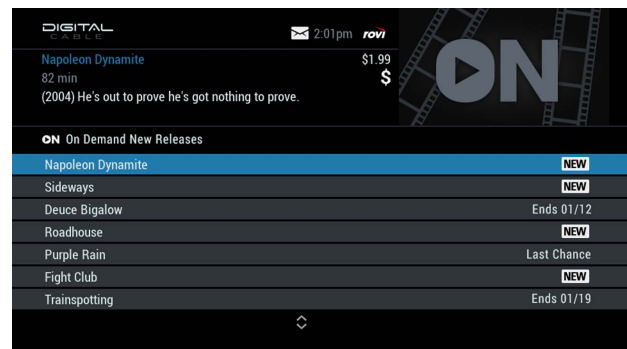 DIGITAL
CABLE
2:01pm rovi
Napoleon Dynamite $1.99
82 min $
(2004) He's out to prove he's got nothing to prove.
ON
ON On Demand New Releases
Napoleon Dynamite NEW
Sideways NEW
Deuce Bigalow Ends 01/12
Roadhouse NEW
Purple Rain Last Chance
Fight Club NEW
Trainspotting Ends 01/19